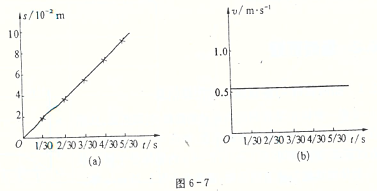 s/10⁻² m
10
8
6
4
2
O 1/30 2/30 3/30 4/30 5/30 t/s
(a)
υ/m·s⁻¹
1.0
0.5
O 1/30 2/30 3/30 4/30 5/30 t/s
(b)
图 6-7